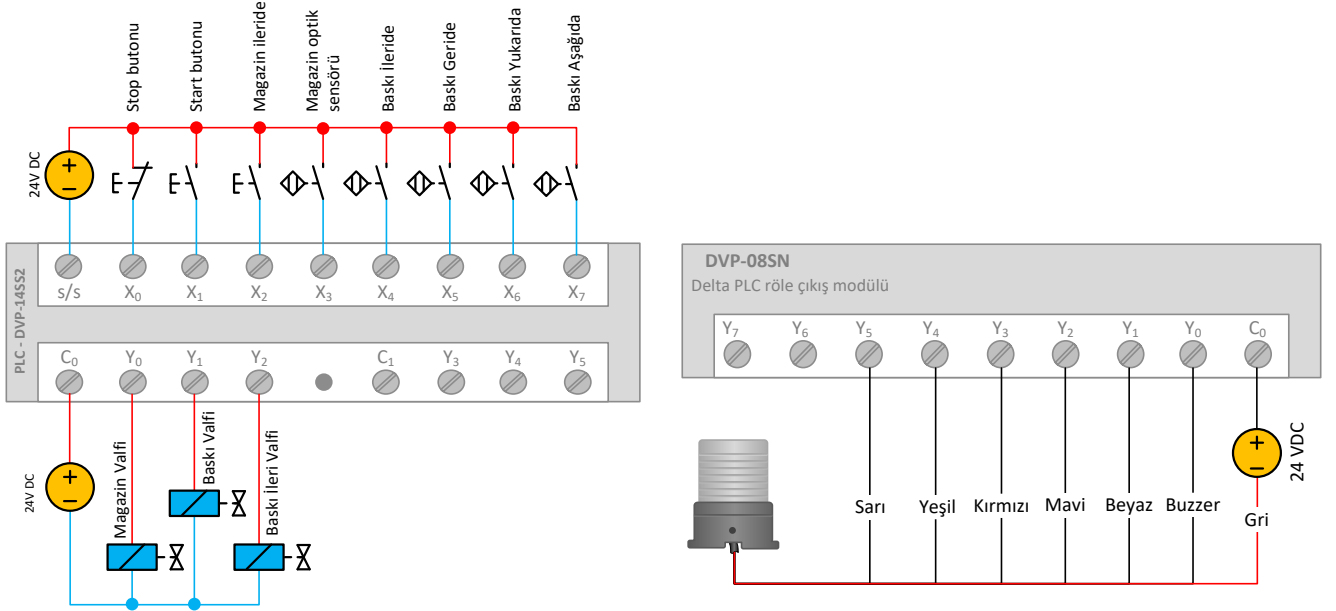 Stop butonu
Start butonu
Magazin ileride
Magazin optik
sensörü
Baskı İleride
Baskı Geride
Baskı Yukarıda
Baskı Aşağıda
24V DC
+
−
PLC - DVP-14SS2
s/s X₀ X₁ X₂ X₃ X₄ X₅ X₆ X₇
C₀ Y₀ Y₁ Y₂ C₁ Y₃ Y₄ Y₅
24V DC
+
−
Magazin Valfi
Baskı Valfi
Baskı İleri Valfi
DVP-08SN
Delta PLC röle çıkış modülü
Y₇ Y₆ Y₅ Y₄ Y₃ Y₂ Y₁ Y₀ C₀
+
−
24 VDC
Sarı Yeşil Kırmızı Mavi Beyaz Buzzer Gri